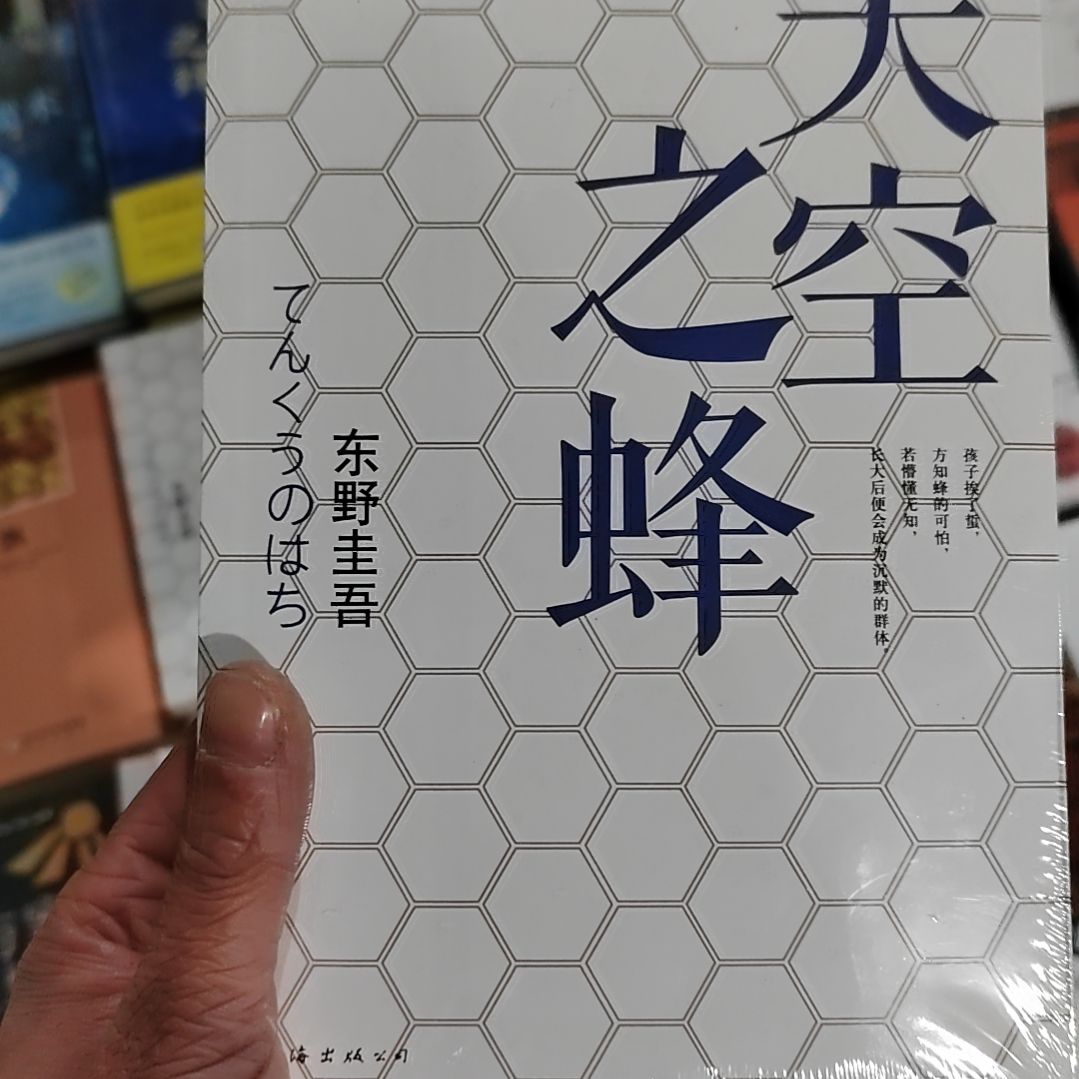 天空
之蜂
孩子挨了蜇，
方知蜂的可怕，
若懵懂无知，
长大后便会成为沉默的群体。
东野圭吾
てんくうのはち
海出版公司